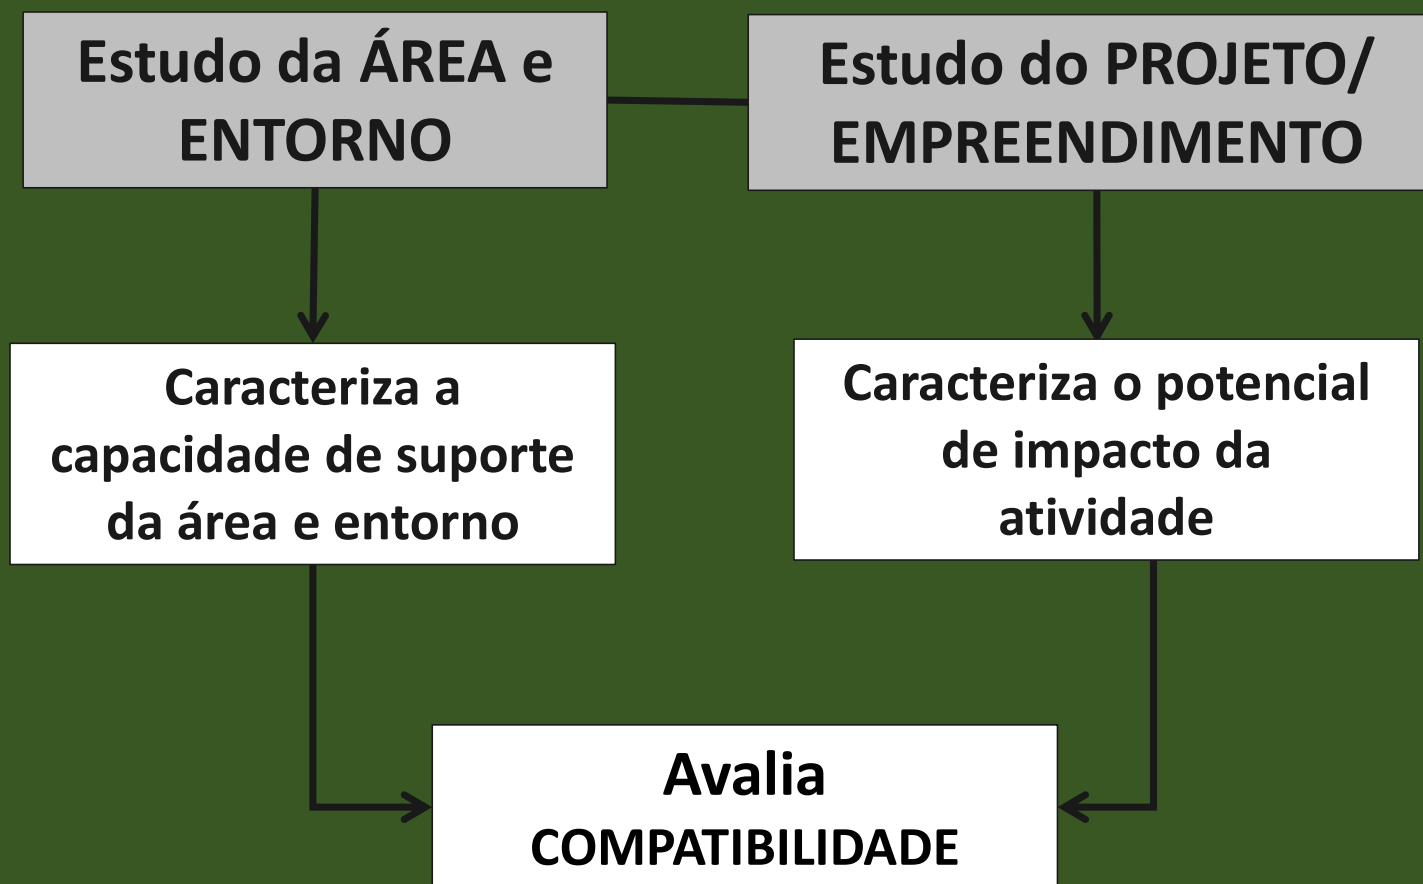 Estudo da ÁREA e
ENTORNO
Estudo do PROJETO/
EMPREENDIMENTO
Caracteriza a
capacidade de suporte
da área e entorno
Caracteriza o potencial
de impacto da
atividade
Avalia
COMPATIBILIDADE